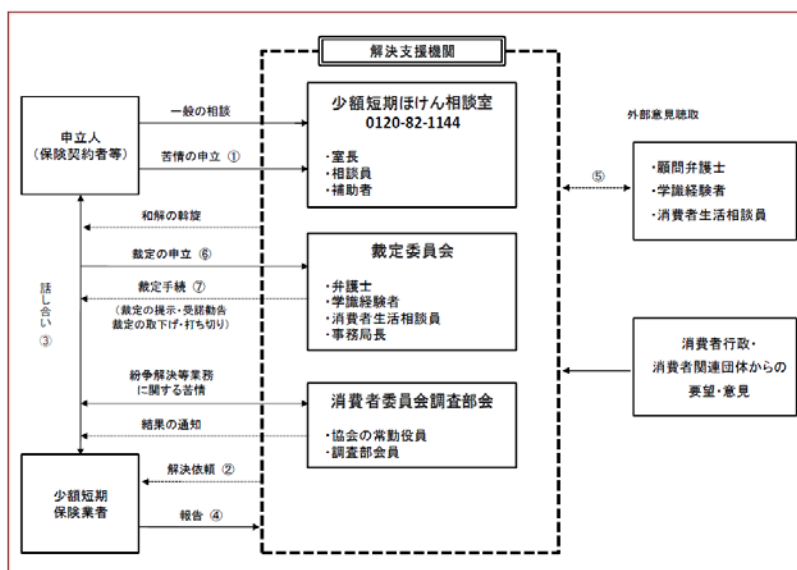 解決支援機関
申立人
（保険契約者等）
一般の相談
苦情の申立 ①
少額短期ほけん相談室
0120-82-1144
・室長
・相談員
・補助者
外部意見聴取
⑤
・顧問弁護士
・学識経験者
・消費者生活相談員
和解の斡旋
裁定の申立 ⑥
裁定手続 ⑦
（裁定の提示・受諾勧告
裁定の取下げ・打ち切り）
裁定委員会
・弁護士
・学識経験者
・消費者生活相談員
・事務局長
話し合い ③
消費者行政・
消費者関連団体からの
要望・意見
紛争解決等業務
に関する苦情
結果の通知
消費者委員会調査部会
・協会の常勤役員
・調査部会員
解決依頼 ②
少額短期
保険業者
報告 ④